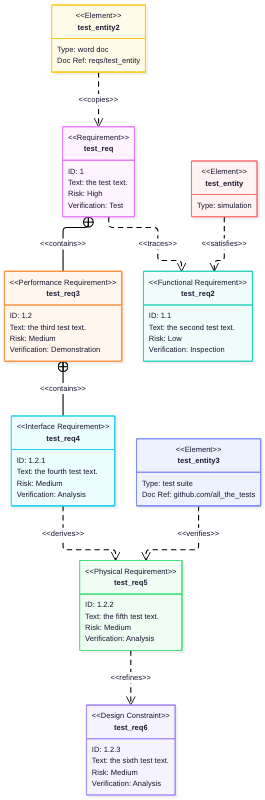 <<Element>>
test_entity2
Type: word doc
Doc Ref: reqs/test_entity
<<copies>>
<<Requirement>>
test_req
ID: 1
Text: the test text.
Risk: High
Verification: Test
<<Element>>
test_entity
Type: simulation
<<contains>>
<<traces>>
<<satisfies>>
<<Performance Requirement>>
test_req3
ID: 1.2
Text: the third test text.
Risk: Medium
Verification: Demonstration
<<Functional Requirement>>
test_req2
ID: 1.1
Text: the second test text.
Risk: Low
Verification: Inspection
<<contains>>
<<Interface Requirement>>
test_req4
ID: 1.2.1
Text: the fourth test text.
Risk: Medium
Verification: Analysis
<<Element>>
test_entity3
Type: test suite
Doc Ref: github.com/all_the_tests
<<derives>>
<<verifies>>
<<Physical Requirement>>
test_req5
ID: 1.2.2
Text: the fifth test text.
Risk: Medium
Verification: Analysis
<<refines>>
<<Design Constraint>>
test_req6
ID: 1.2.3
Text: the sixth test text.
Risk: Medium
Verification: Analysis